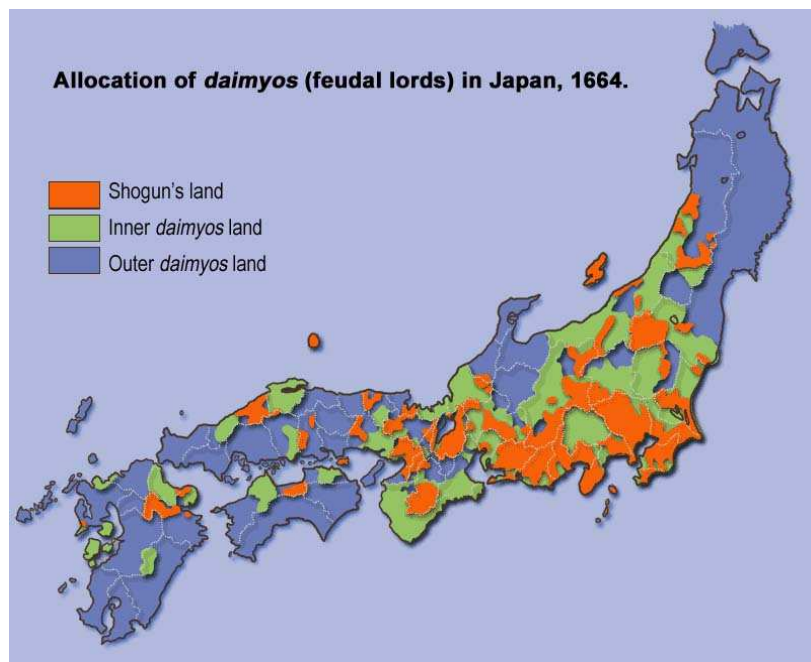 Allocation of daimyos (feudal lords) in Japan, 1664.
Shogun's land
Inner daimyos land
Outer daimyos land